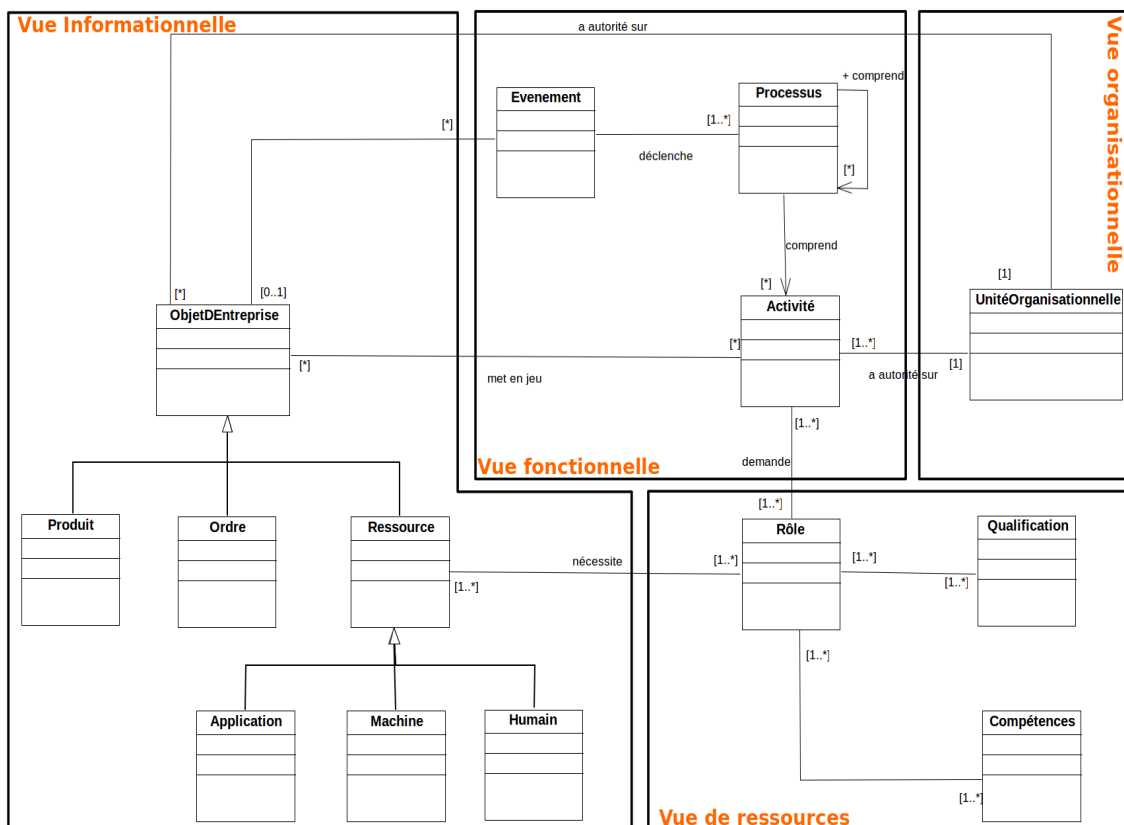 Vue Informationnelle
a autorité sur
Vue organisationnelle
+ comprend
Evenement
Processus
[*]
[1..*]
déclenche
[*]
comprend
[*]
[0..1]
[*]
[1]
ObjetDEntreprise
Activité
UnitéOrganisationnelle
[*]
[1..*]
[*]
[1]
met en jeu
a autorité sur
[1..*]
demande
Vue fonctionnelle
[1..*]
Produit
Ordre
Ressource
Rôle
Qualification
nécessite
[1..*]
[1..*]
[1..*]
[1..*]
[1..*]
Application
Machine
Humain
Compétences
[1..*]
Vue de ressources